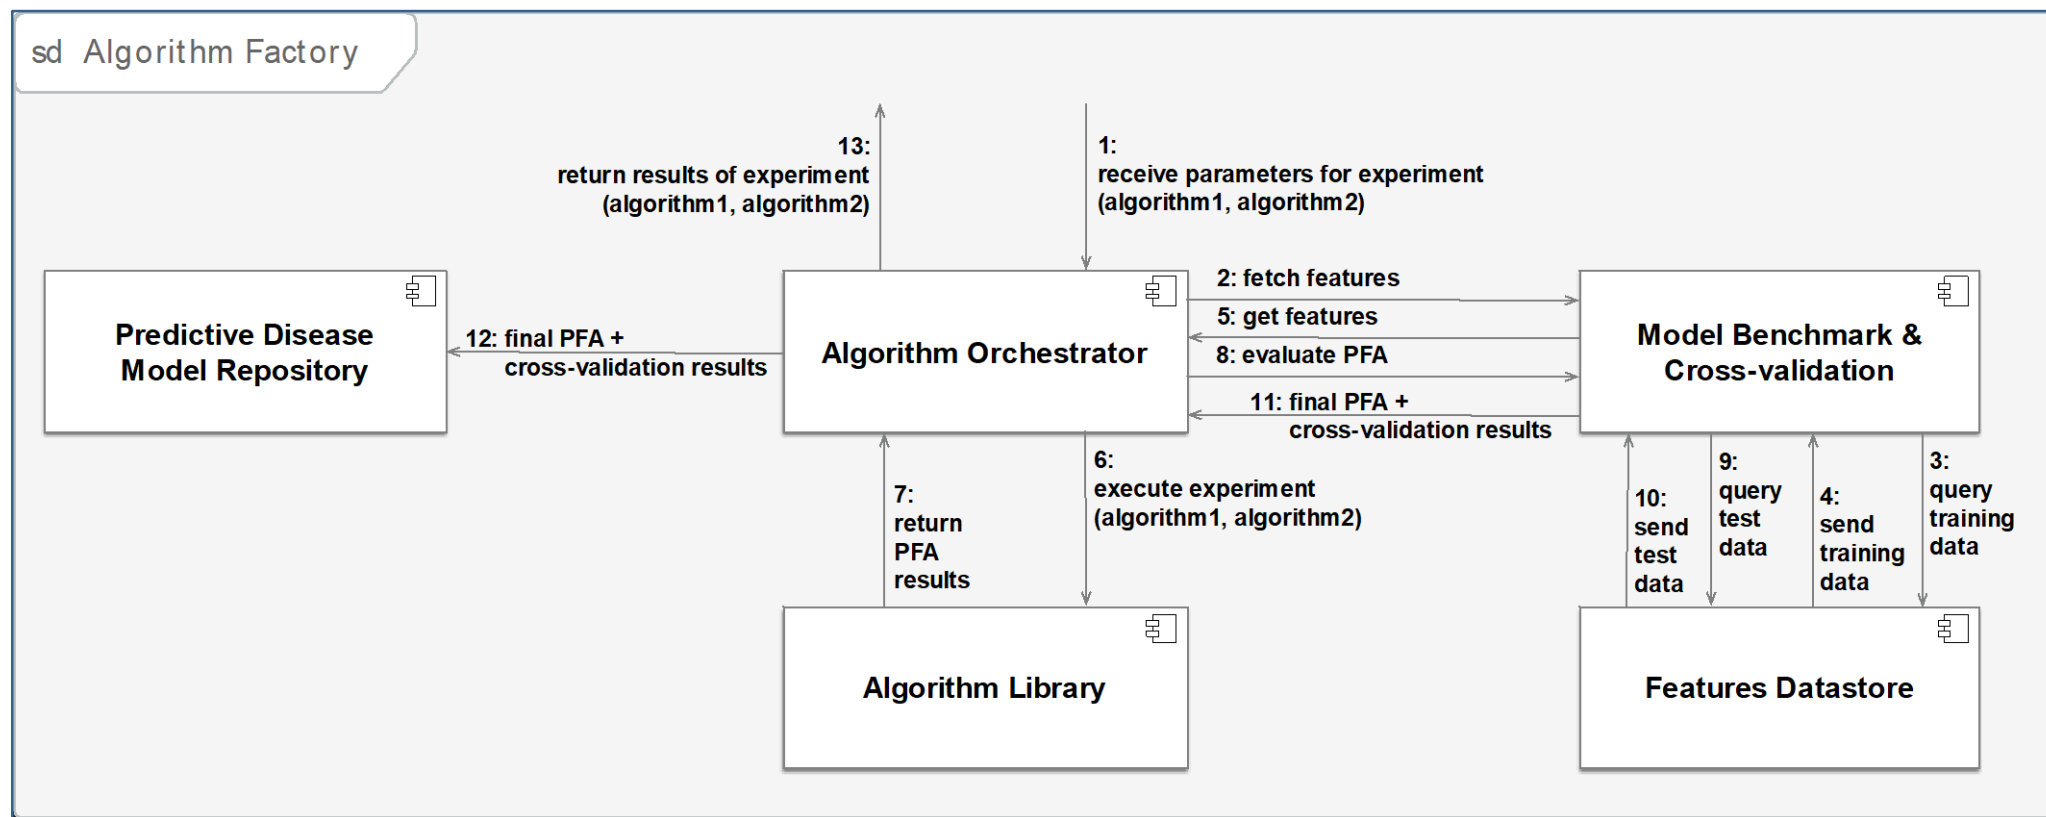 sd Algorithm Factory
13:
return results of experiment
(algorithm1, algorithm2)
1:
receive parameters for experiment
(algorithm1, algorithm2)
Predictive Disease
Model Repository
12: final PFA +
cross-validation results
Algorithm Orchestrator
2: fetch features
5: get features
8: evaluate PFA
11: final PFA +
cross-validation results
Model Benchmark &
Cross-validation
7:
return
PFA
results
6:
execute experiment
(algorithm1, algorithm2)
10:
send
test
data
9:
query
test
data
4:
send
training
data
3:
query
training
data
Algorithm Library
Features Datastore